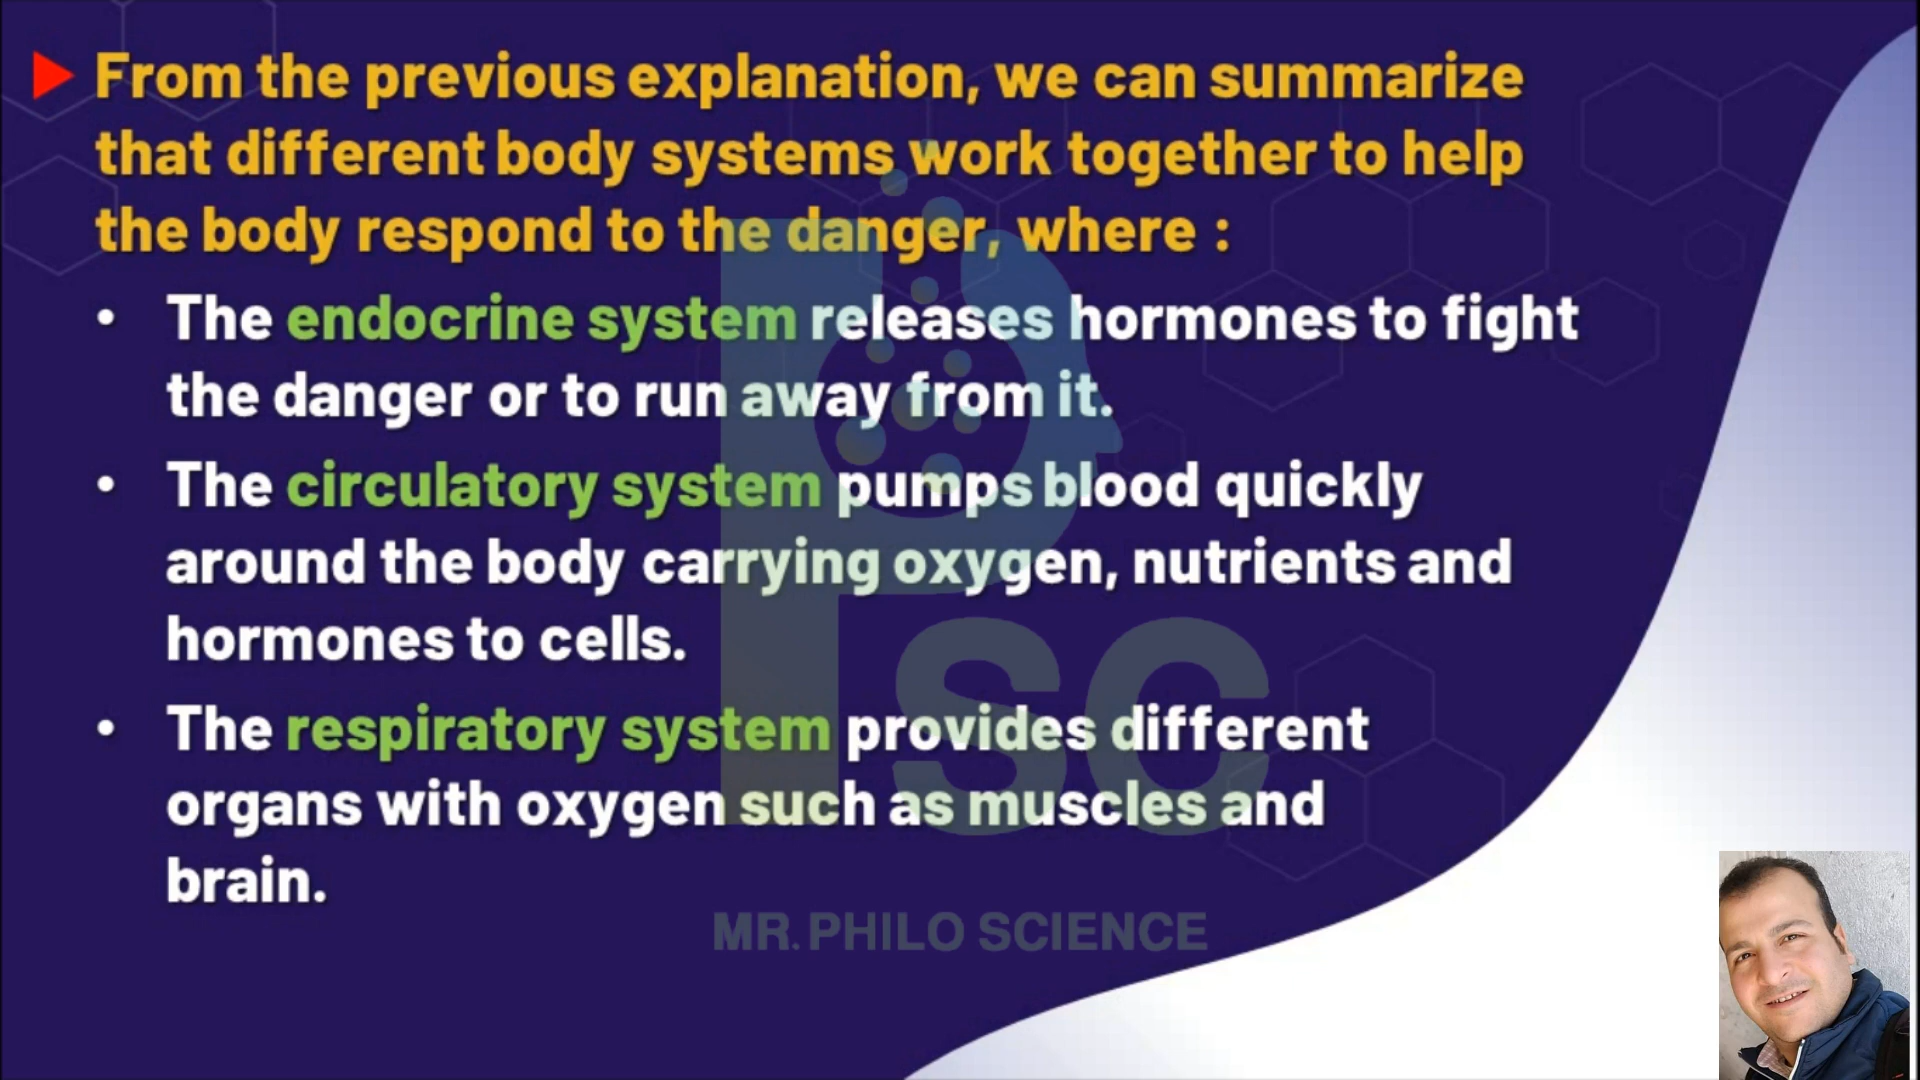 From the previous explanation, we can summarize
that different body systems work together to help
the body respond to the danger, where :
• The endocrine system releases hormones to fight
the danger or to run away from it.
• The circulatory system pumps blood quickly
around the body carrying oxygen, nutrients and
hormones to cells.
• The respiratory system provides different
organs with oxygen such as muscles and
brain.
Psc
MR. PHILO SCIENCE